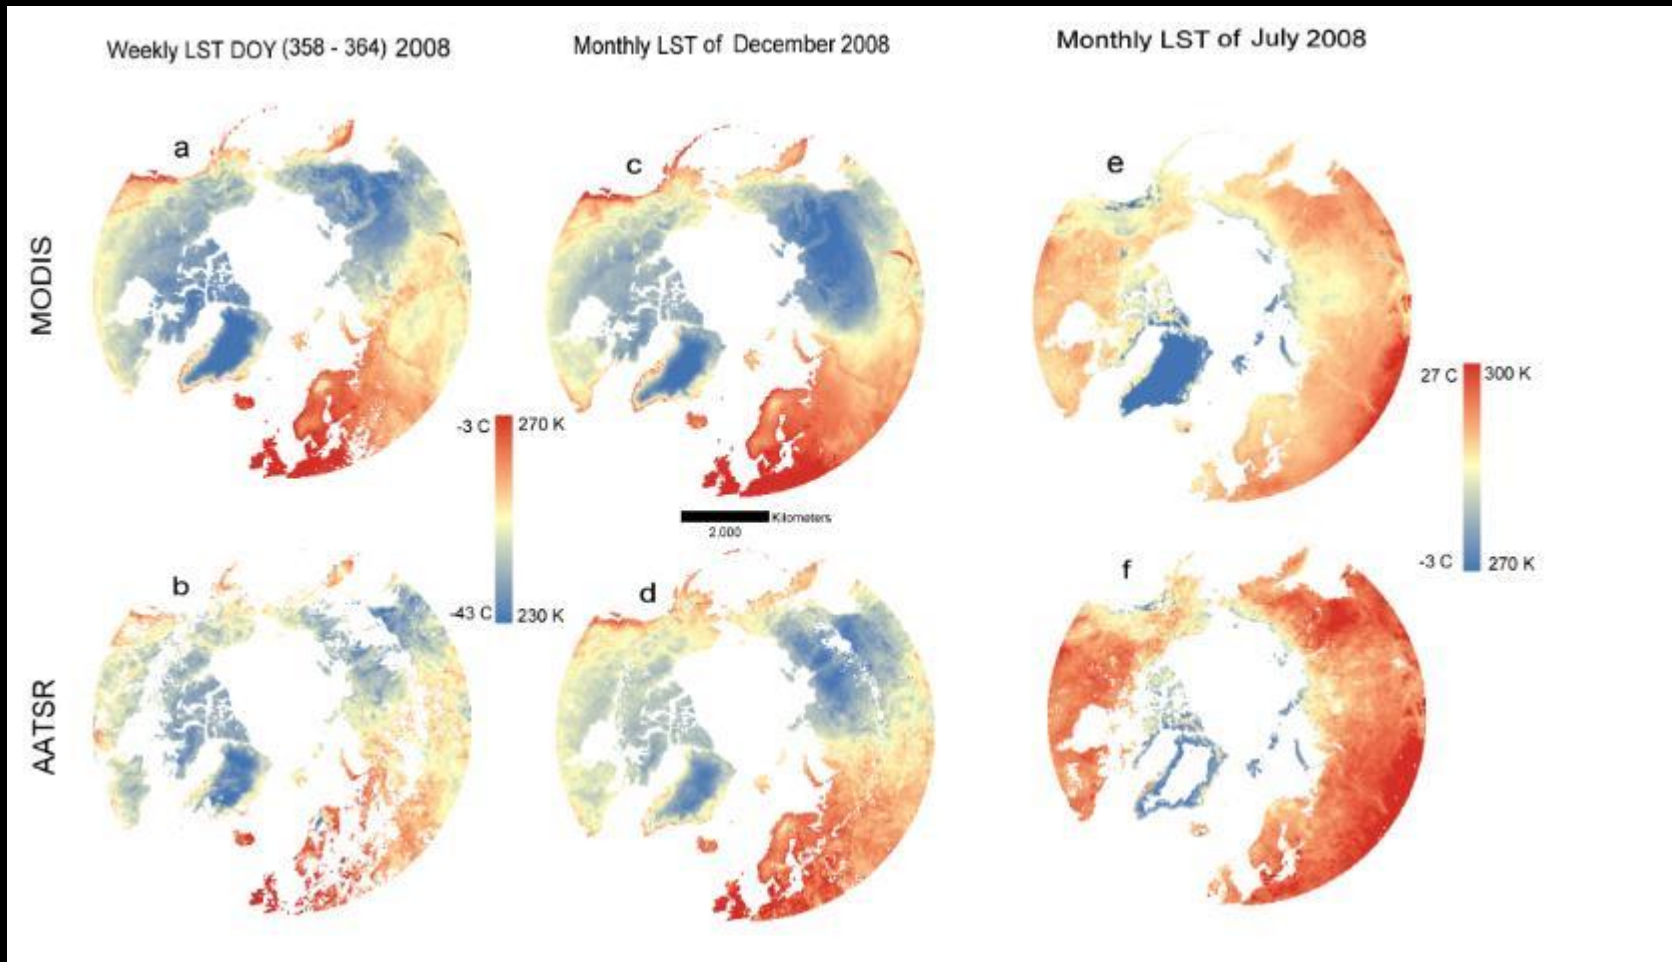 Weekly LST DOY (358 - 364) 2008
Monthly LST of December 2008
Monthly LST of July 2008
MODIS
a
c
e
-3 C 270 K
-43 C 230 K
27 C 300 K
-3 C 270 K
Kilometers
2,000
AATSR
b
d
f